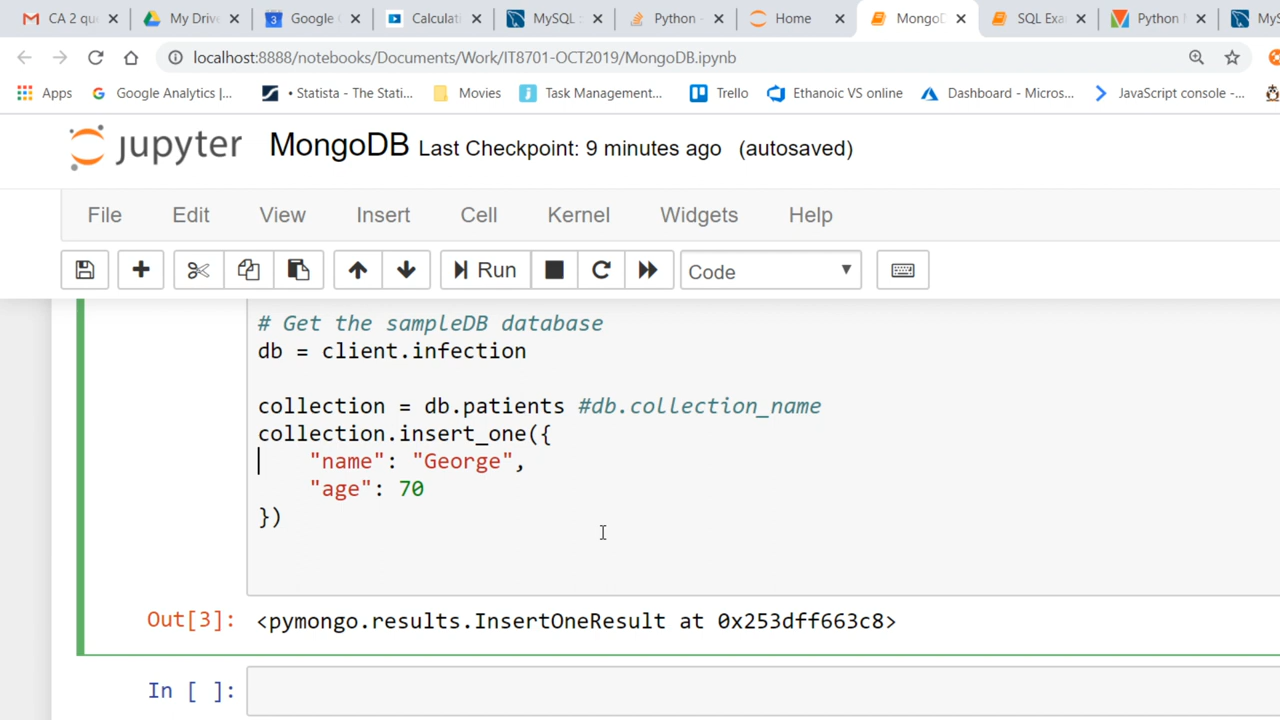 CA 2 qu
My Driv
Google
Calculat
MySQL
Python -
Home
MongoD
SQL Exa
Python
MyS
localhost:8888/notebooks/Documents/Work/IT8701-OCT2019/MongoDB.ipynb
Apps Google Analytics |... • Statista - The Stati... Movies Task Management... Trello Ethanoic VS online Dashboard - Micros... JavaScript console -...
jupyter MongoDB Last Checkpoint: 9 minutes ago (autosaved)
File Edit View Insert Cell Kernel Widgets Help
Run Code
# Get the sampleDB database
db = client.infection
collection = db.patients #db.collection_name
collection.insert_one({
"name": "George",
"age": 70
})
Out[3]: <pymongo.results.InsertOneResult at 0x253dff663c8>
In [ ]: